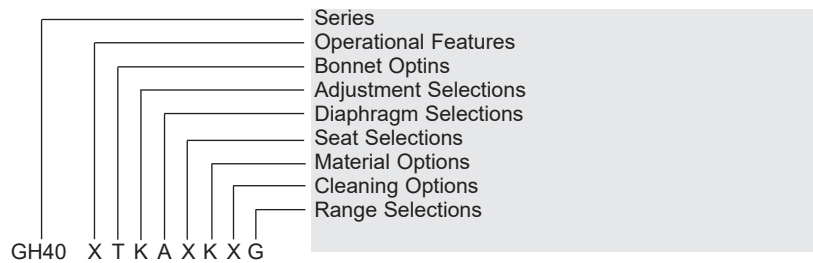 Series
Operational Features
Bonnet Optins
Adjustment Selections
Diaphragm Selections
Seat Selections
Material Options
Cleaning Options
Range Selections
GH40 X T K A X K X G